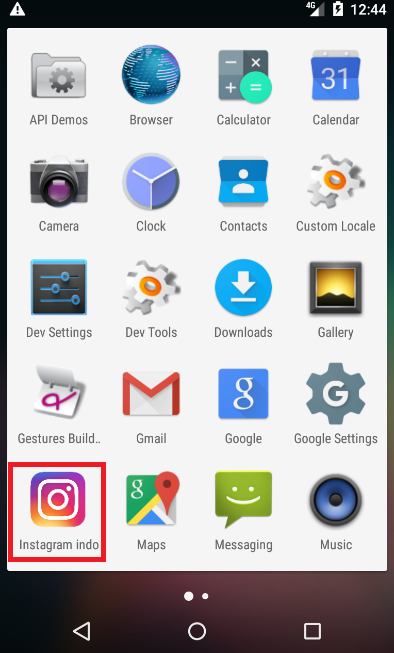 4G 12:44
API Demos Browser Calculator 31 Calendar
Camera Clock Contacts Custom Locale
Dev Settings Dev Tools Downloads Gallery
Gestures Build.. Gmail g Google G Google Settings
Instagram indo g Maps Messaging Music